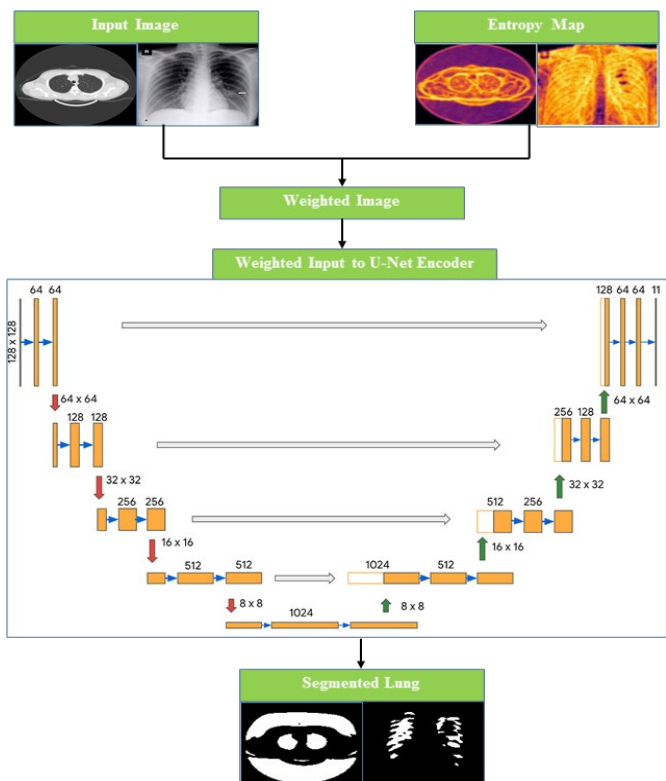 Input Image
Entropy Map
Weighted Image
Weighted Input to U-Net Encoder
64 64
128 64 64 11
128 x 128
64 x 64
64 x 64
128 128
256 128
32 x 32
32 x 32
256 256
512 256
16 x 16
16 x 16
512 512
1024 512
8 x 8
8 x 8
1024
Segmented Lung